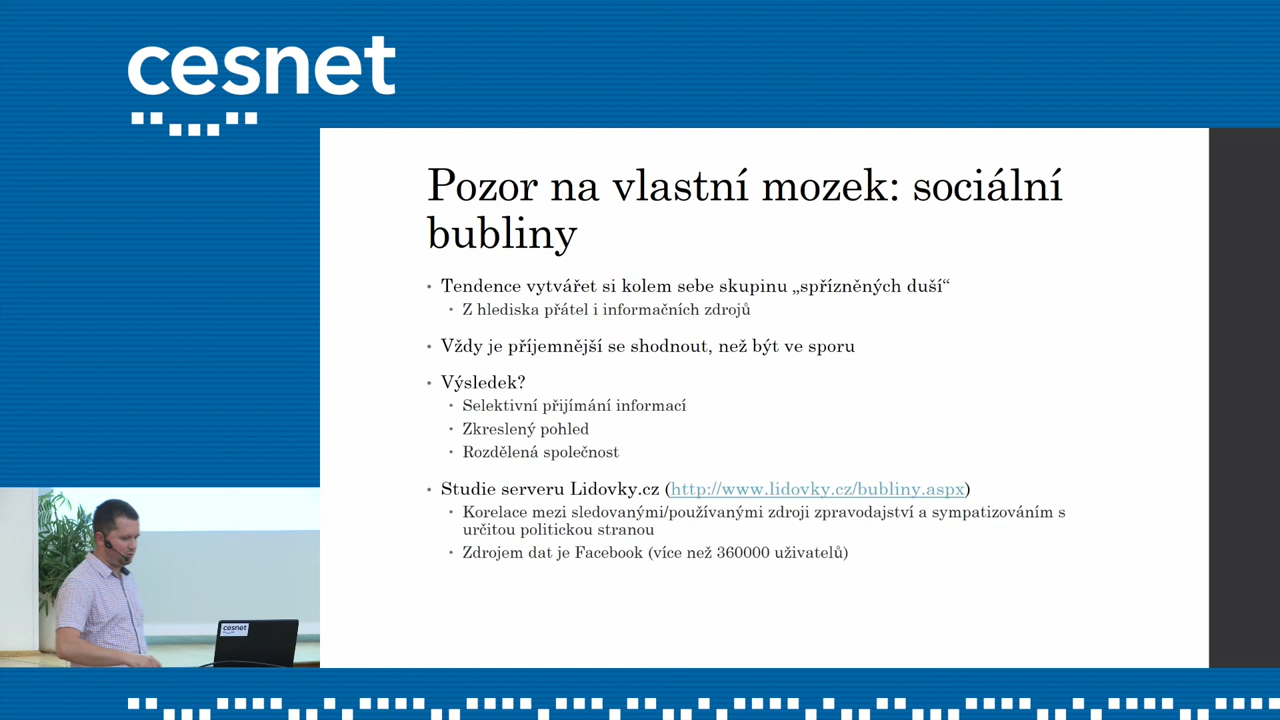 cesnet
Pozor na vlastní mozek: sociální
bubliny
• Tendence vytvářet si kolem sebe skupinu „spřízněných duší“
• Z hlediska přátel i informačních zdrojů
• Vždy je příjemnější se shodnout, než být ve sporu
• Výsledek?
• Selektivní přijímání informací
• Zkreslený pohled
• Rozdělená společnost
• Studie serveru Lidovky.cz (http://www.lidovky.cz/bubliny.aspx)
• Korelace mezi sledovanými/používanými zdroji zpravodajství a sympatizováním s
určitou politickou stranou
• Zdrojem dat je Facebook (více než 360000 uživatelů)
cesnet